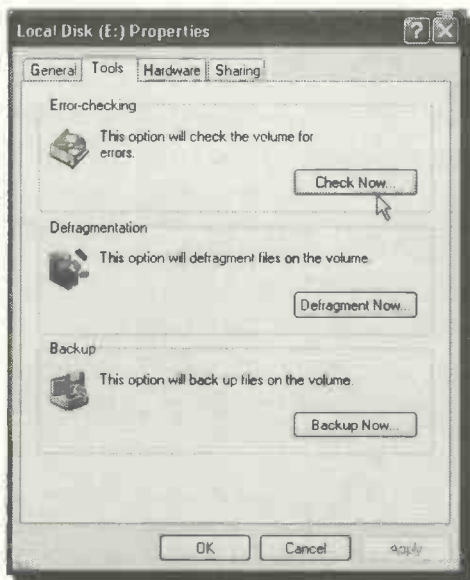 Local Disk (E:) Properties
General Tools Hardware Sharing
Error-checking
This option will check the volume for
errors.
Check Now...
Defragmentation
This option will defragment files on the volume
Defragment Now...
Backup
This option will back up files on the volume.
Backup Now...
OK Cancel